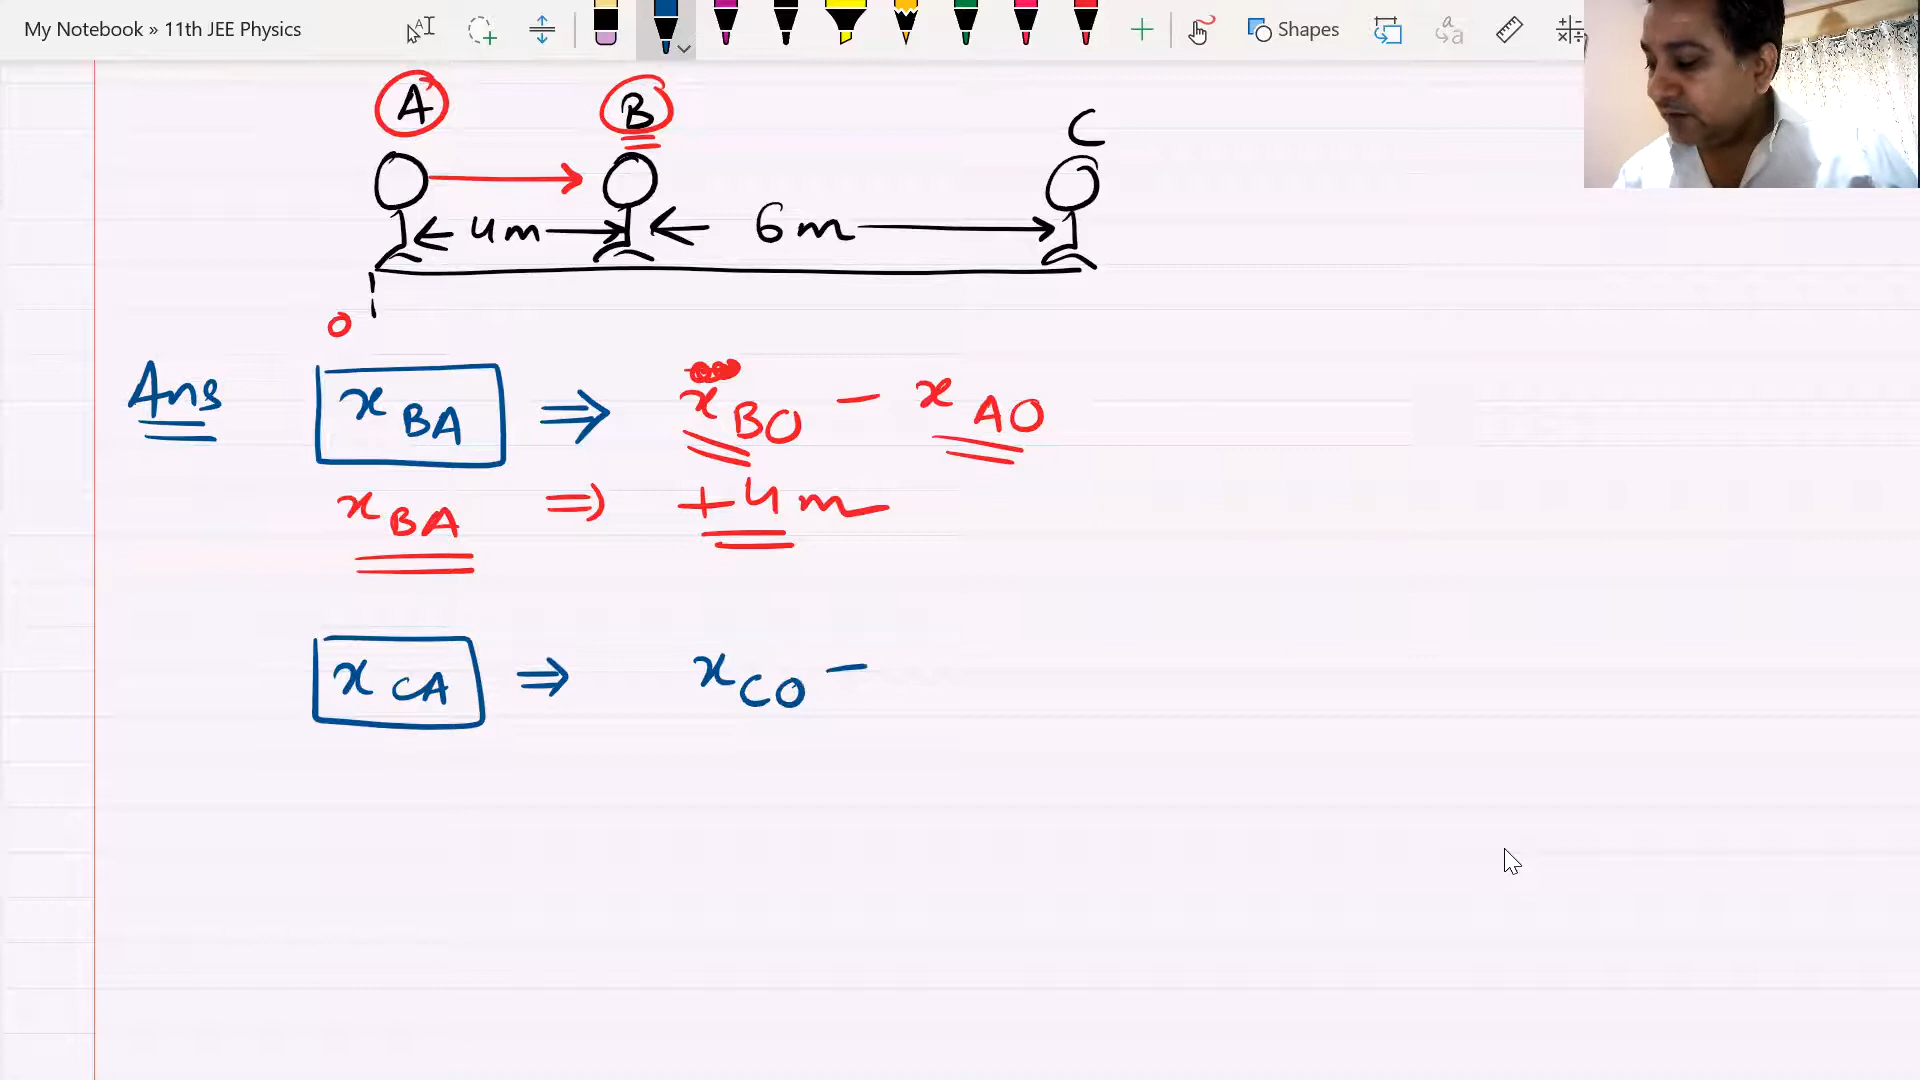 My Notebook » 11th JEE Physics
Shapes
A B C
4m 6m
O
Ans x BA ⇒ x BO − x AO
x BA ⇒ +4m
x CA ⇒ x CO −